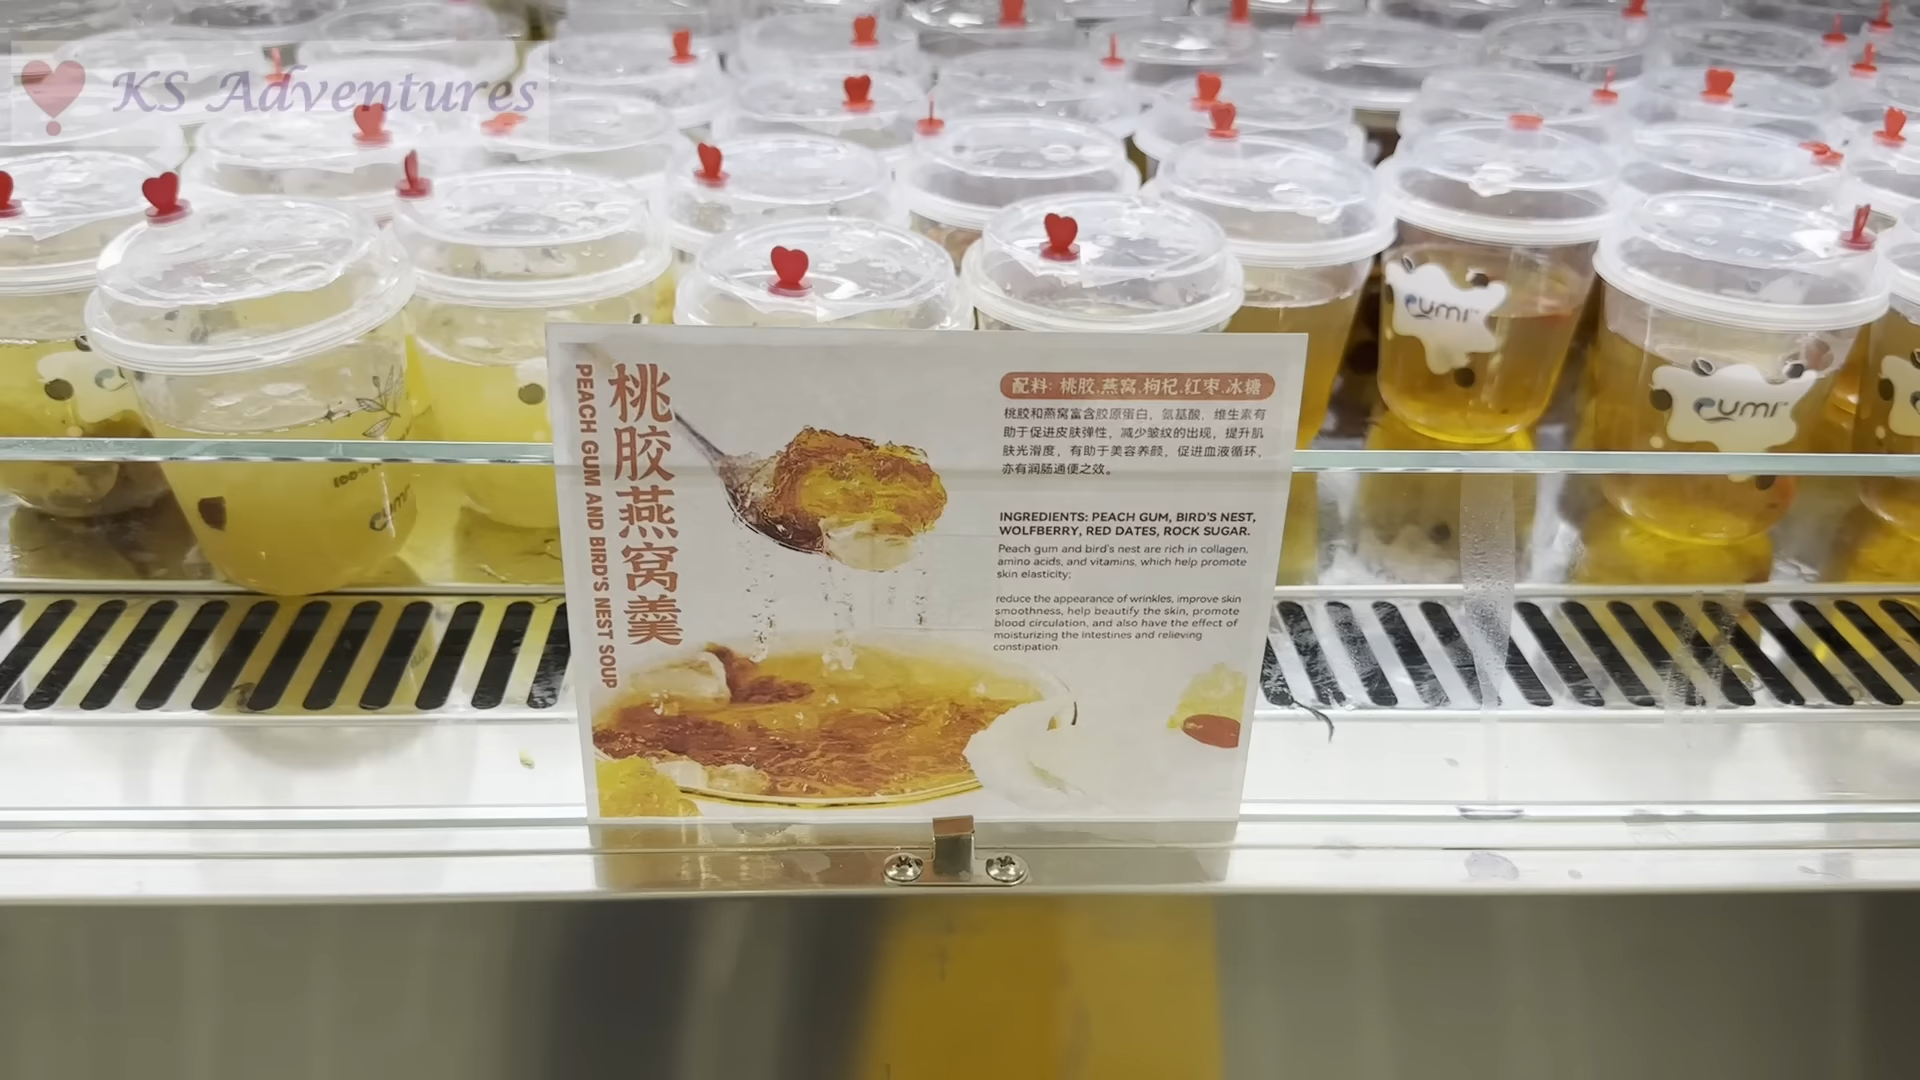 KS Adventures
桃胶燕窝羹
PEACH GUM AND BIRD'S NEST SOUP
配料: 桃胶.燕窝.枸杞.红枣.冰糖
桃胶和燕窝富含胶原蛋白，氨基酸，维生素有
助于促进皮肤弹性，减少皱纹的出现，提升肌
肤光滑度，有助于美容养颜，促进血液循环，
亦有润肠通便之效。
INGREDIENTS: PEACH GUM, BIRD'S NEST,
WOLFBERRY, RED DATES, ROCK SUGAR.
Peach gum and bird's nest are rich in collagen,
amino acids, and vitamins, which help promote
skin elasticity;
reduce the appearance of wrinkles, improve skin
smoothness, help beautify the skin, promote
blood circulation, and also have the effect of
moisturizing the intestines and relieving
constipation.
umi
umi
100%
umi